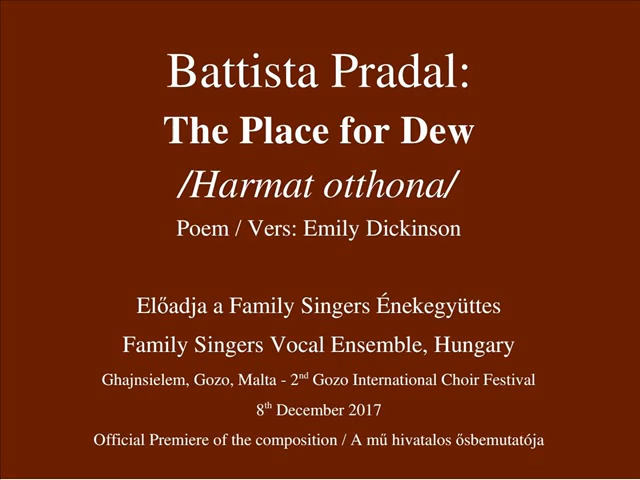 Battista Pradal:
The Place for Dew
/Harmat otthona/
Poem / Vers: Emily Dickinson
Előadja a Family Singers Énekegyüttes
Family Singers Vocal Ensemble, Hungary
Ghajnsielem, Gozo, Malta - 2nd Gozo International Choir Festival
8th December 2017
Official Premiere of the composition / A mű hivatalos ősbemutatója